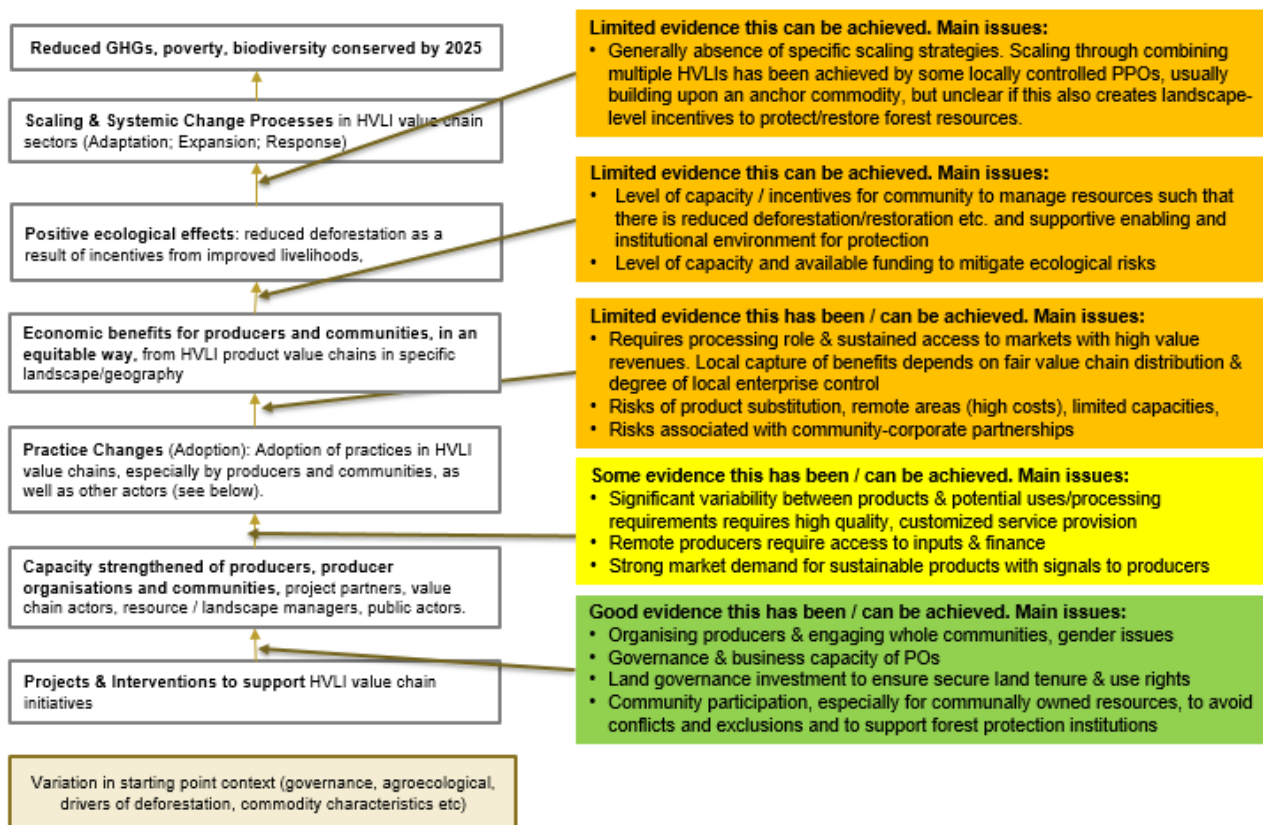 Reduced GHGs, poverty, biodiversity conserved by 2025
Scaling & Systemic Change Processes in HVLI value chain
sectors (Adaptation; Expansion; Response)
Positive ecological effects: reduced deforestation as a
result of incentives from improved livelihoods,
Economic benefits for producers and communities, in an
equitable way, from HVLI product value chains in specific
landscape/geography
Practice Changes (Adoption): Adoption of practices in HVLI
value chains, especially by producers and communities, as
well as other actors (see below).
Capacity strengthened of producers, producer
organisations and communities, project partners, value
chain actors, resource / landscape managers, public actors.
Projects & Interventions to support HVLI value chain
initiatives
Variation in starting point context (governance, agroecological,
drivers of deforestation, commodity characteristics etc)
Limited evidence this can be achieved. Main issues:
• Generally absence of specific scaling strategies. Scaling through combining
multiple HVLIs has been achieved by some locally controlled PPOs, usually
building upon an anchor commodity, but unclear if this also creates landscape-
level incentives to protect/restore forest resources.
Limited evidence this can be achieved. Main issues:
• Level of capacity / incentives for community to manage resources such that
there is reduced deforestation/restoration etc. and supportive enabling and
institutional environment for protection
• Level of capacity and available funding to mitigate ecological risks
Limited evidence this has been / can be achieved. Main issues:
• Requires processing role & sustained access to markets with high value
revenues. Local capture of benefits depends on fair value chain distribution &
degree of local enterprise control
• Risks of product substitution, remote areas (high costs), limited capacities,
• Risks associated with community-corporate partnerships
Some evidence this has been / can be achieved. Main issues:
• Significant variability between products & potential uses/processing
requirements requires high quality, customized service provision
• Remote producers require access to inputs & finance
• Strong market demand for sustainable products with signals to producers
Good evidence this has been / can be achieved. Main issues:
• Organising producers & engaging whole communities, gender issues
• Governance & business capacity of POs
• Land governance investment to ensure secure land tenure & use rights
• Community participation, especially for communally owned resources, to avoid
conflicts and exclusions and to support forest protection institutions